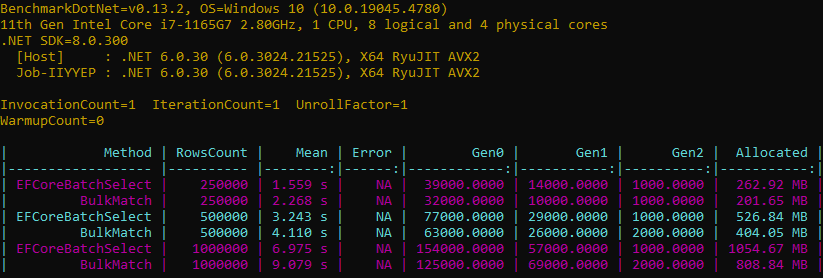 BenchmarkDotNet=v0.13.2, OS=Windows 10 (10.0.19045.4780)
11th Gen Intel Core i7-1165G7 2.80GHz, 1 CPU, 8 logical and 4 physical cores
.NET SDK=8.0.300
  [Host]     : .NET 6.0.30 (6.0.3024.21525), X64 RyuJIT AVX2
  Job-IIYYEP : .NET 6.0.30 (6.0.3024.21525), X64 RyuJIT AVX2

InvocationCount=1  IterationCount=1  UnrollFactor=1
WarmupCount=0

|            Method | RowsCount |    Mean | Error |        Gen0 |       Gen1 |      Gen2 |  Allocated |
|------------------ |---------- |--------:|------:|------------:|-----------:|----------:|-----------:|
| EFCoreBatchSelect |    250000 | 1.559 s |    NA |  39000.0000 | 14000.0000 | 1000.0000 |  262.92 MB |
|         BulkMatch |    250000 | 2.268 s |    NA |  32000.0000 | 10000.0000 | 1000.0000 |  201.65 MB |
| EFCoreBatchSelect |    500000 | 3.243 s |    NA |  77000.0000 | 29000.0000 | 1000.0000 |  526.84 MB |
|         BulkMatch |    500000 | 4.110 s |    NA |  63000.0000 | 26000.0000 | 2000.0000 |  404.05 MB |
| EFCoreBatchSelect |   1000000 | 6.975 s |    NA | 154000.0000 | 57000.0000 | 1000.0000 | 1054.67 MB |
|         BulkMatch |   1000000 | 9.079 s |    NA | 125000.0000 | 69000.0000 | 2000.0000 |  808.84 MB |